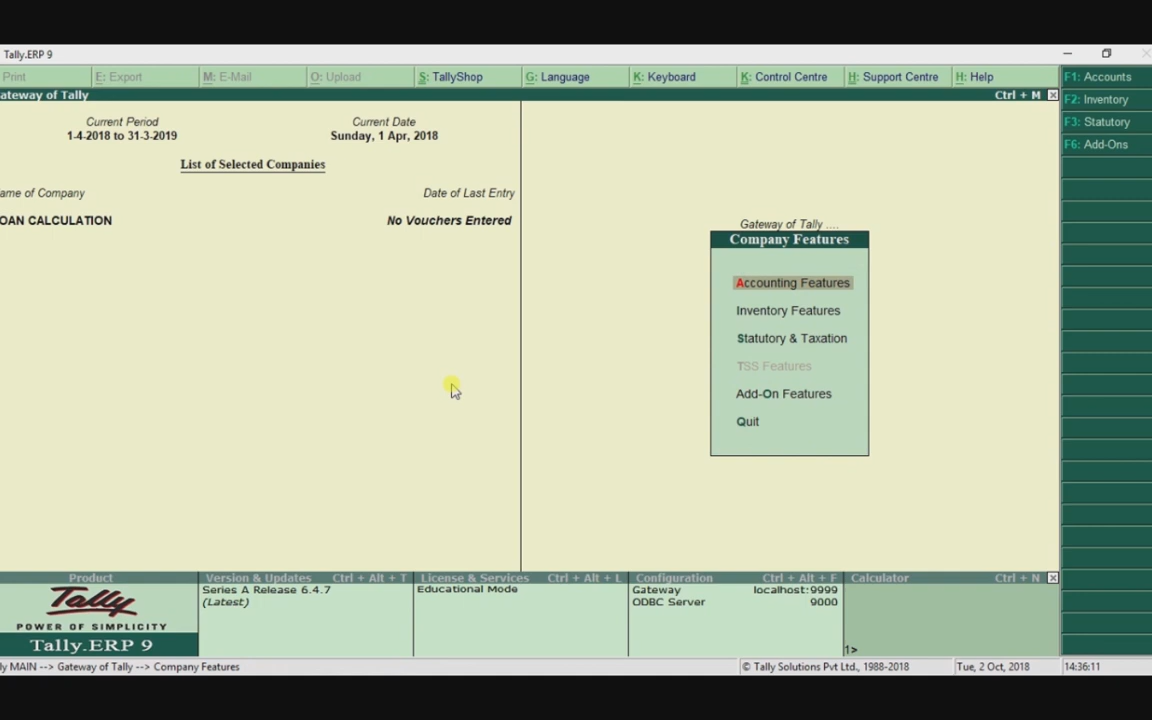 Tally.ERP 9
Print E: Export M: E-Mail O: Upload S: TallyShop G: Language K: Keyboard K: Control Centre H: Support Centre H: Help
ateway of Tally Ctrl + M
F1: Accounts
F2: Inventory
F3: Statutory
F6: Add-Ons
Current Period Current Date
1-4-2018 to 31-3-2019 Sunday, 1 Apr, 2018
List of Selected Companies
ame of Company Date of Last Entry
OAN CALCULATION No Vouchers Entered
Gateway of Tally ....
Company Features
Accounting Features
Inventory Features
Statutory & Taxation
TSS Features
Add-On Features
Quit
Product
Tally
POWER OF SIMPLICITY
Tally.ERP 9
Version & Updates Ctrl + Alt + T
Series A Release 6.4.7
(Latest)
License & Services Ctrl + Alt + L
Educational Mode
Configuration Ctrl + Alt + F
Gateway localhost:9999
ODBC Server 9000
Calculator Ctrl + N
1>
ly MAIN --> Gateway of Tally --> Company Features © Tally Solutions Pvt Ltd., 1988-2018 Tue, 2 Oct, 2018 14:36:11